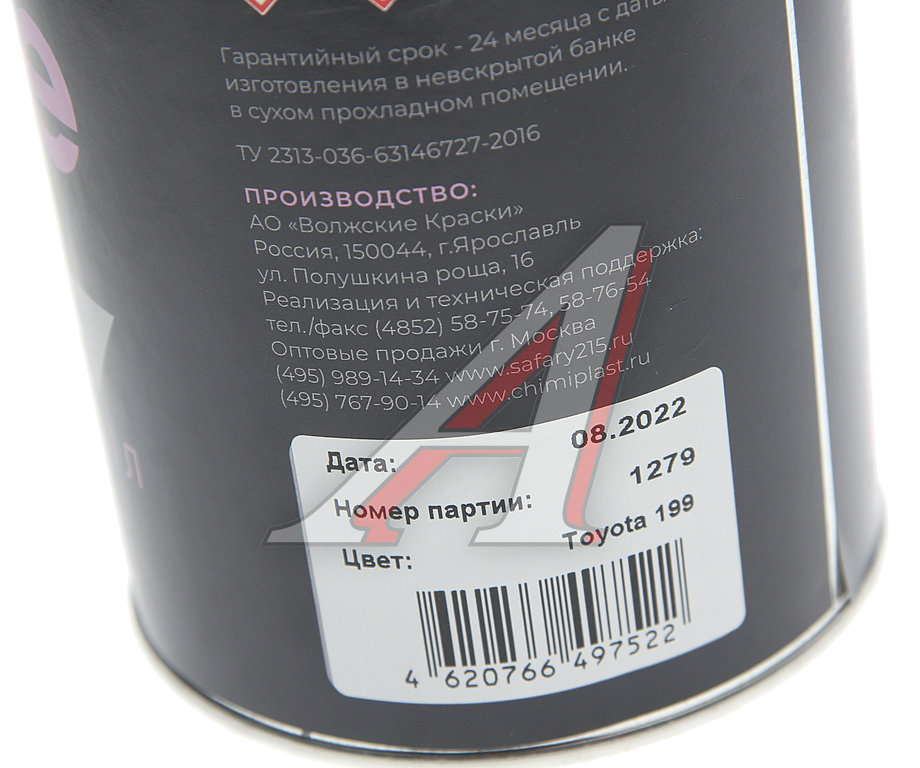 e
Гарантийный срок - 24 месяца с даты
изготовления в невскрытой банке
в сухом прохладном помещении.
ТУ 2313-036-63146727-2016
ПРОИЗВОДСТВО:
АО «Волжские Краски»
Россия, 150044, г.Ярославль
ул. Полушкина роща, 16
Реализация и техническая поддержка:
тел./факс (4852) 58-75-74, 58-76-54
Оптовые продажи г. Москва
(495) 989-14-34 www.safary215.ru
(495) 767-90-14 www.chimiplast.ru
л
Дата: 08.2022
Номер партии: 1279
Цвет: Toyota 199
4 620766 497522